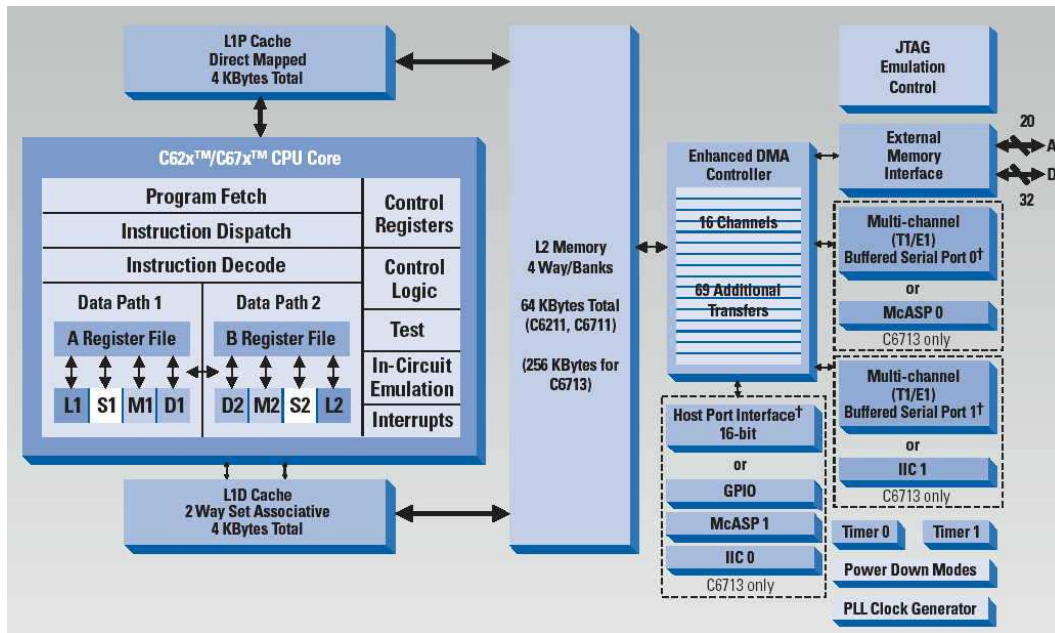 L1P Cache
Direct Mapped
4 KBytes Total
C62x™/C67x™ CPU Core
Program Fetch
Instruction Dispatch
Instruction Decode
Control
Registers
Control
Logic
Test
In-Circuit
Emulation
Interrupts
Data Path 1
Data Path 2
A Register File
B Register File
L1
S1
M1
D1
D2
M2
S2
L2
L1D Cache
2 Way Set Associative
4 KBytes Total
L2 Memory
4 Way/Banks
64 KBytes Total
(C6211, C6711)
(256 KBytes for
C6713)
Enhanced DMA
Controller
16 Channels
69 Additional
Transfers
Host Port Interface†
16-bit
or
GPIO
McASP 1
IIC 0
C6713 only
JTAG
Emulation
Control
External
Memory
Interface
20
A
D
32
Multi-channel
(T1/E1)
Buffered Serial Port 0†
or
McASP 0
C6713 only
Multi-channel
(T1/E1)
Buffered Serial Port 1†
or
IIC 1
C6713 only
Timer 0
Timer 1
Power Down Modes
PLL Clock Generator